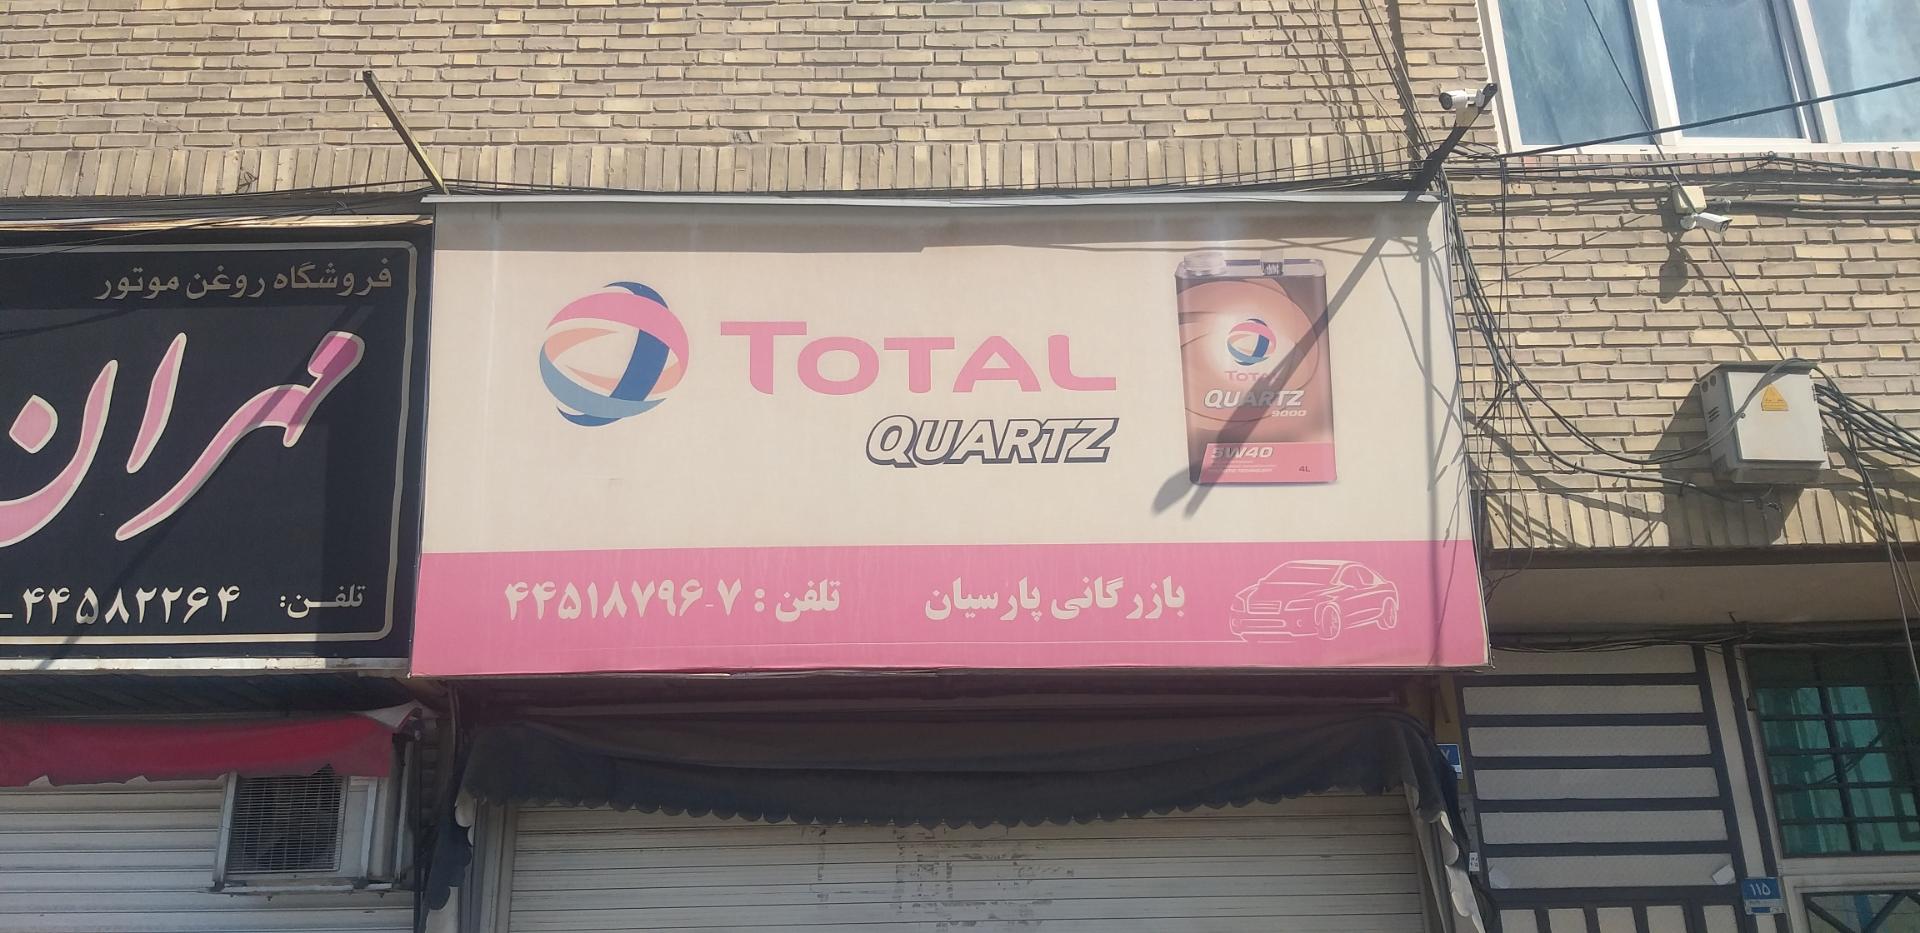 فروشگاه روغن موتور
مهران
تلفن: ۴۴۵۸۲۲۶۴-
TOTAL
QUARTZ
TOTAL
QUARTZ
9000
5W40
4L
بازرگانی پارسیان تلفن : ۷-۴۴۵۱۸۷۹۶
۷
۱۱۵